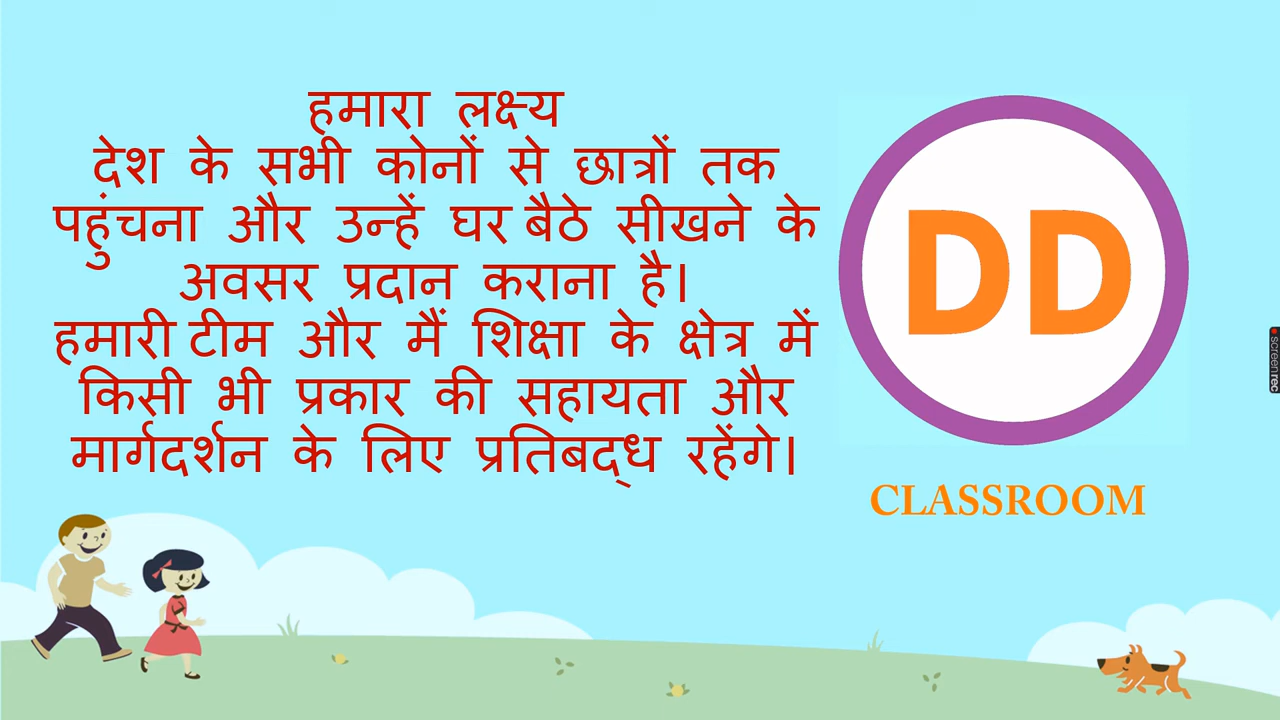 हमारा लक्ष्य
देश के सभी कोनों से छात्रों तक
पहुंचना और उन्हें घर बैठे सीखने के
अवसर प्रदान कराना है।
हमारी टीम और मैं शिक्षा के क्षेत्र में
किसी भी प्रकार की सहायता और
मार्गदर्शन के लिए प्रतिबद्ध रहेंगे।
DD
CLASSROOM
screenrec